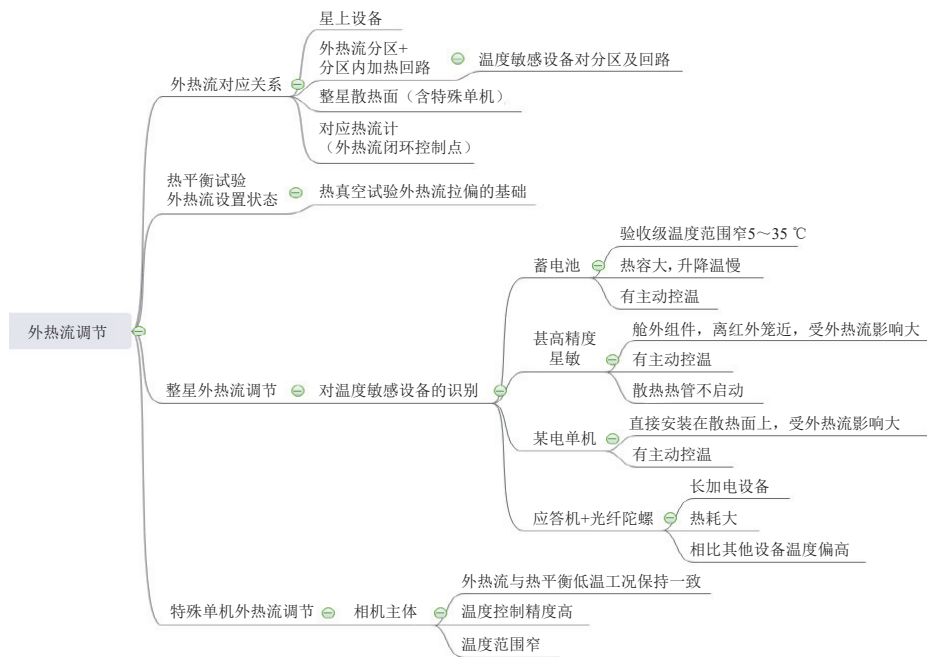 外热流调节
外热流对应关系
星上设备
外热流分区+
分区内加热回路
温度敏感设备对分区及回路
整星散热面（含特殊单机）
对应热流计
（外热流闭环控制点）
热平衡试验
外热流设置状态
热真空试验外热流拉偏的基础
整星外热流调节
对温度敏感设备的识别
蓄电池
验收级温度范围窄5～35 ℃
热容大，升降温慢
有主动控温
甚高精度
星敏
舱外组件，离红外笼近，受外热流影响大
有主动控温
散热热管不启动
某电单机
直接安装在散热面上，受外热流影响大
有主动控温
应答机+光纤陀螺
长加电设备
热耗大
相比其他设备温度偏高
特殊单机外热流调节
相机主体
外热流与热平衡低温工况保持一致
温度控制精度高
温度范围窄